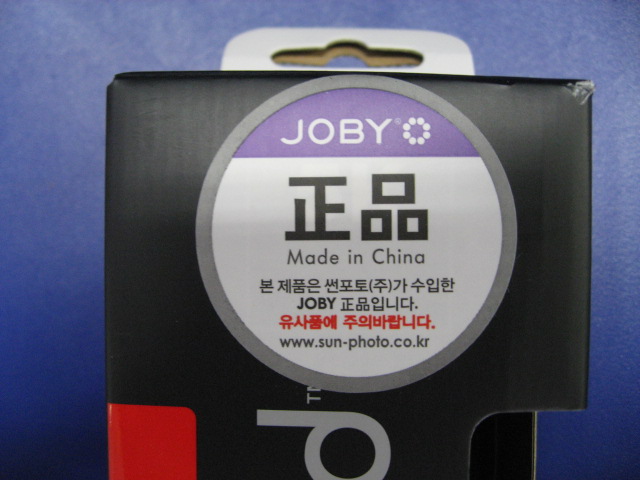 JOBY©
正品
Made in China
본 제품은 썬포토(주)가 수입한
JOBY 正品입니다.
유사품에 주의바랍니다.
www.sun-photo.co.kr
TM